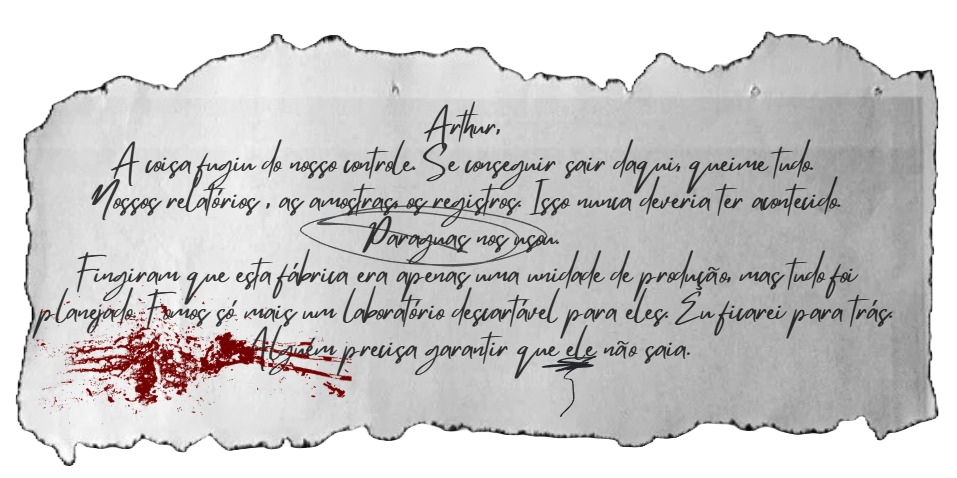 Arthur,
A coisa fugiu do nosso controle. Se conseguir sair daqui, queime tudo.
Nossos relatórios, as amostras, os registros. Isso nunca deveria ter acontecido.
Paraguas nos usou.
Fingiram que esta fábrica era apenas uma unidade de produção, mas tudo foi
planejado. Fomos só mais um laboratório descartável para eles. Eu ficarei para trás.
Alguém precisa garantir que ele não saia.